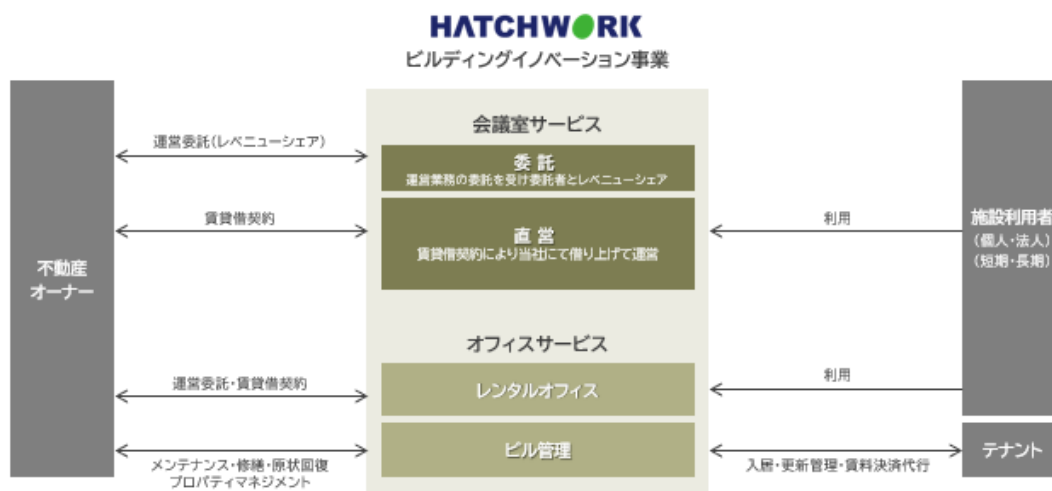 HATCHWORK
ビルディングイノベーション事業
不動産
オーナー
運営委託(レベニューシェア)
賃貸借契約
運営委託・賃貸借契約
メンテナンス・修繕・原状回復
プロパティマネジメント
会議室サービス
委託
運営業務の委託を受け委託者とレベニューシェア
直営
賃貸借契約により当社にて借り上げて運営
オフィスサービス
レンタルオフィス
ビル管理
利用
利用
入居・更新管理・賃料決済代行
施設利用者
(個人・法人)
(短期・長期)
テナント